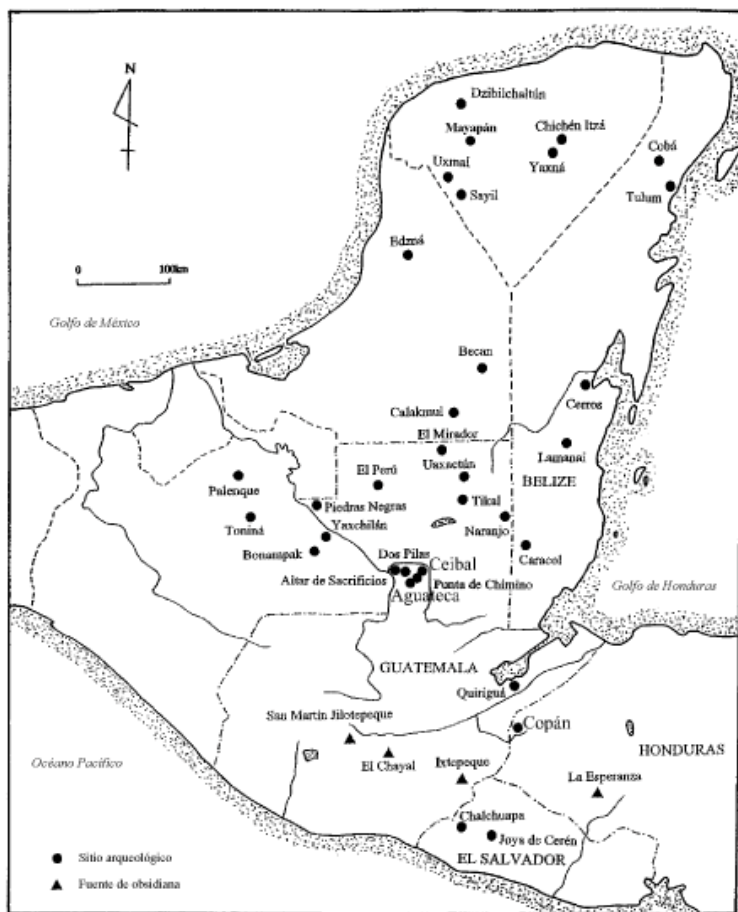 N
Dzibilchaltún
Mayapán
Chichén Itzá
Yaxná
Cobá
Uxmal
Sayil
Tulum
Edzná
0
100km
Golfo de México
Becan
Calakmul
Cerros
El Mirador
Lamanai
Uaxactún
El Perú
BELIZE
Palenque
Tikal
Piedras Negras
Toniná
Yaxchilán
Naranjo
Bonampak
Caracol
Dos Pilas
Ceibal
Altar de Sacrificios
Punta de Chimino
Aguateca
Golfo de Honduras
GUATEMALA
Quiriguá
San Martín Jilotepeque
Copán
Océano Pacífico
El Chayal
Ixtepeque
HONDURAS
La Esperanza
Chalchuapa
Joya de Cerén
EL SALVADOR
Sitio arqueológico
Fuente de obsidiana